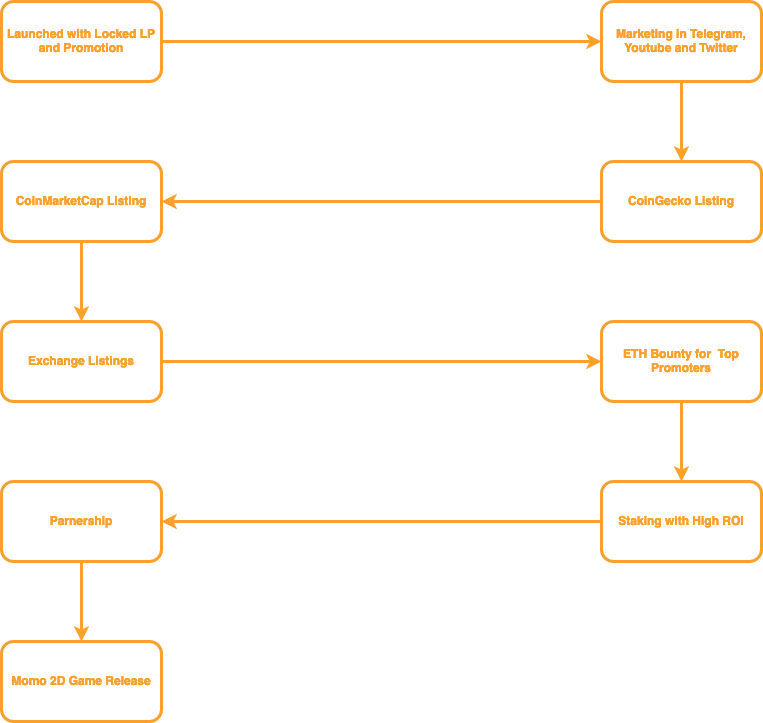 Launched with Locked LP
and Promotion
Marketing in Telegram,
Youtube and Twitter
CoinMarketCap Listing
CoinGecko Listing
Exchange Listings
ETH Bounty for  Top
Promoters
Parnership
Staking with High ROI
Momo 2D Game Release